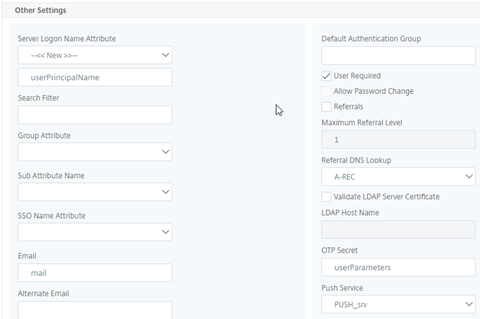 Other Settings
Server Logon Name Attribute
--<< New >>--
userPrincipalName
Search Filter
Group Attribute
Sub Attribute Name
SSO Name Attribute
Email
mail
Alternate Email
Default Authentication Group
User Required
Allow Password Change
Referrals
Maximum Referral Level
1
Referral DNS Lookup
A-REC
Validate LDAP Server Certificate
LDAP Host Name
OTP Secret
userParameters
Push Service
PUSH_srv